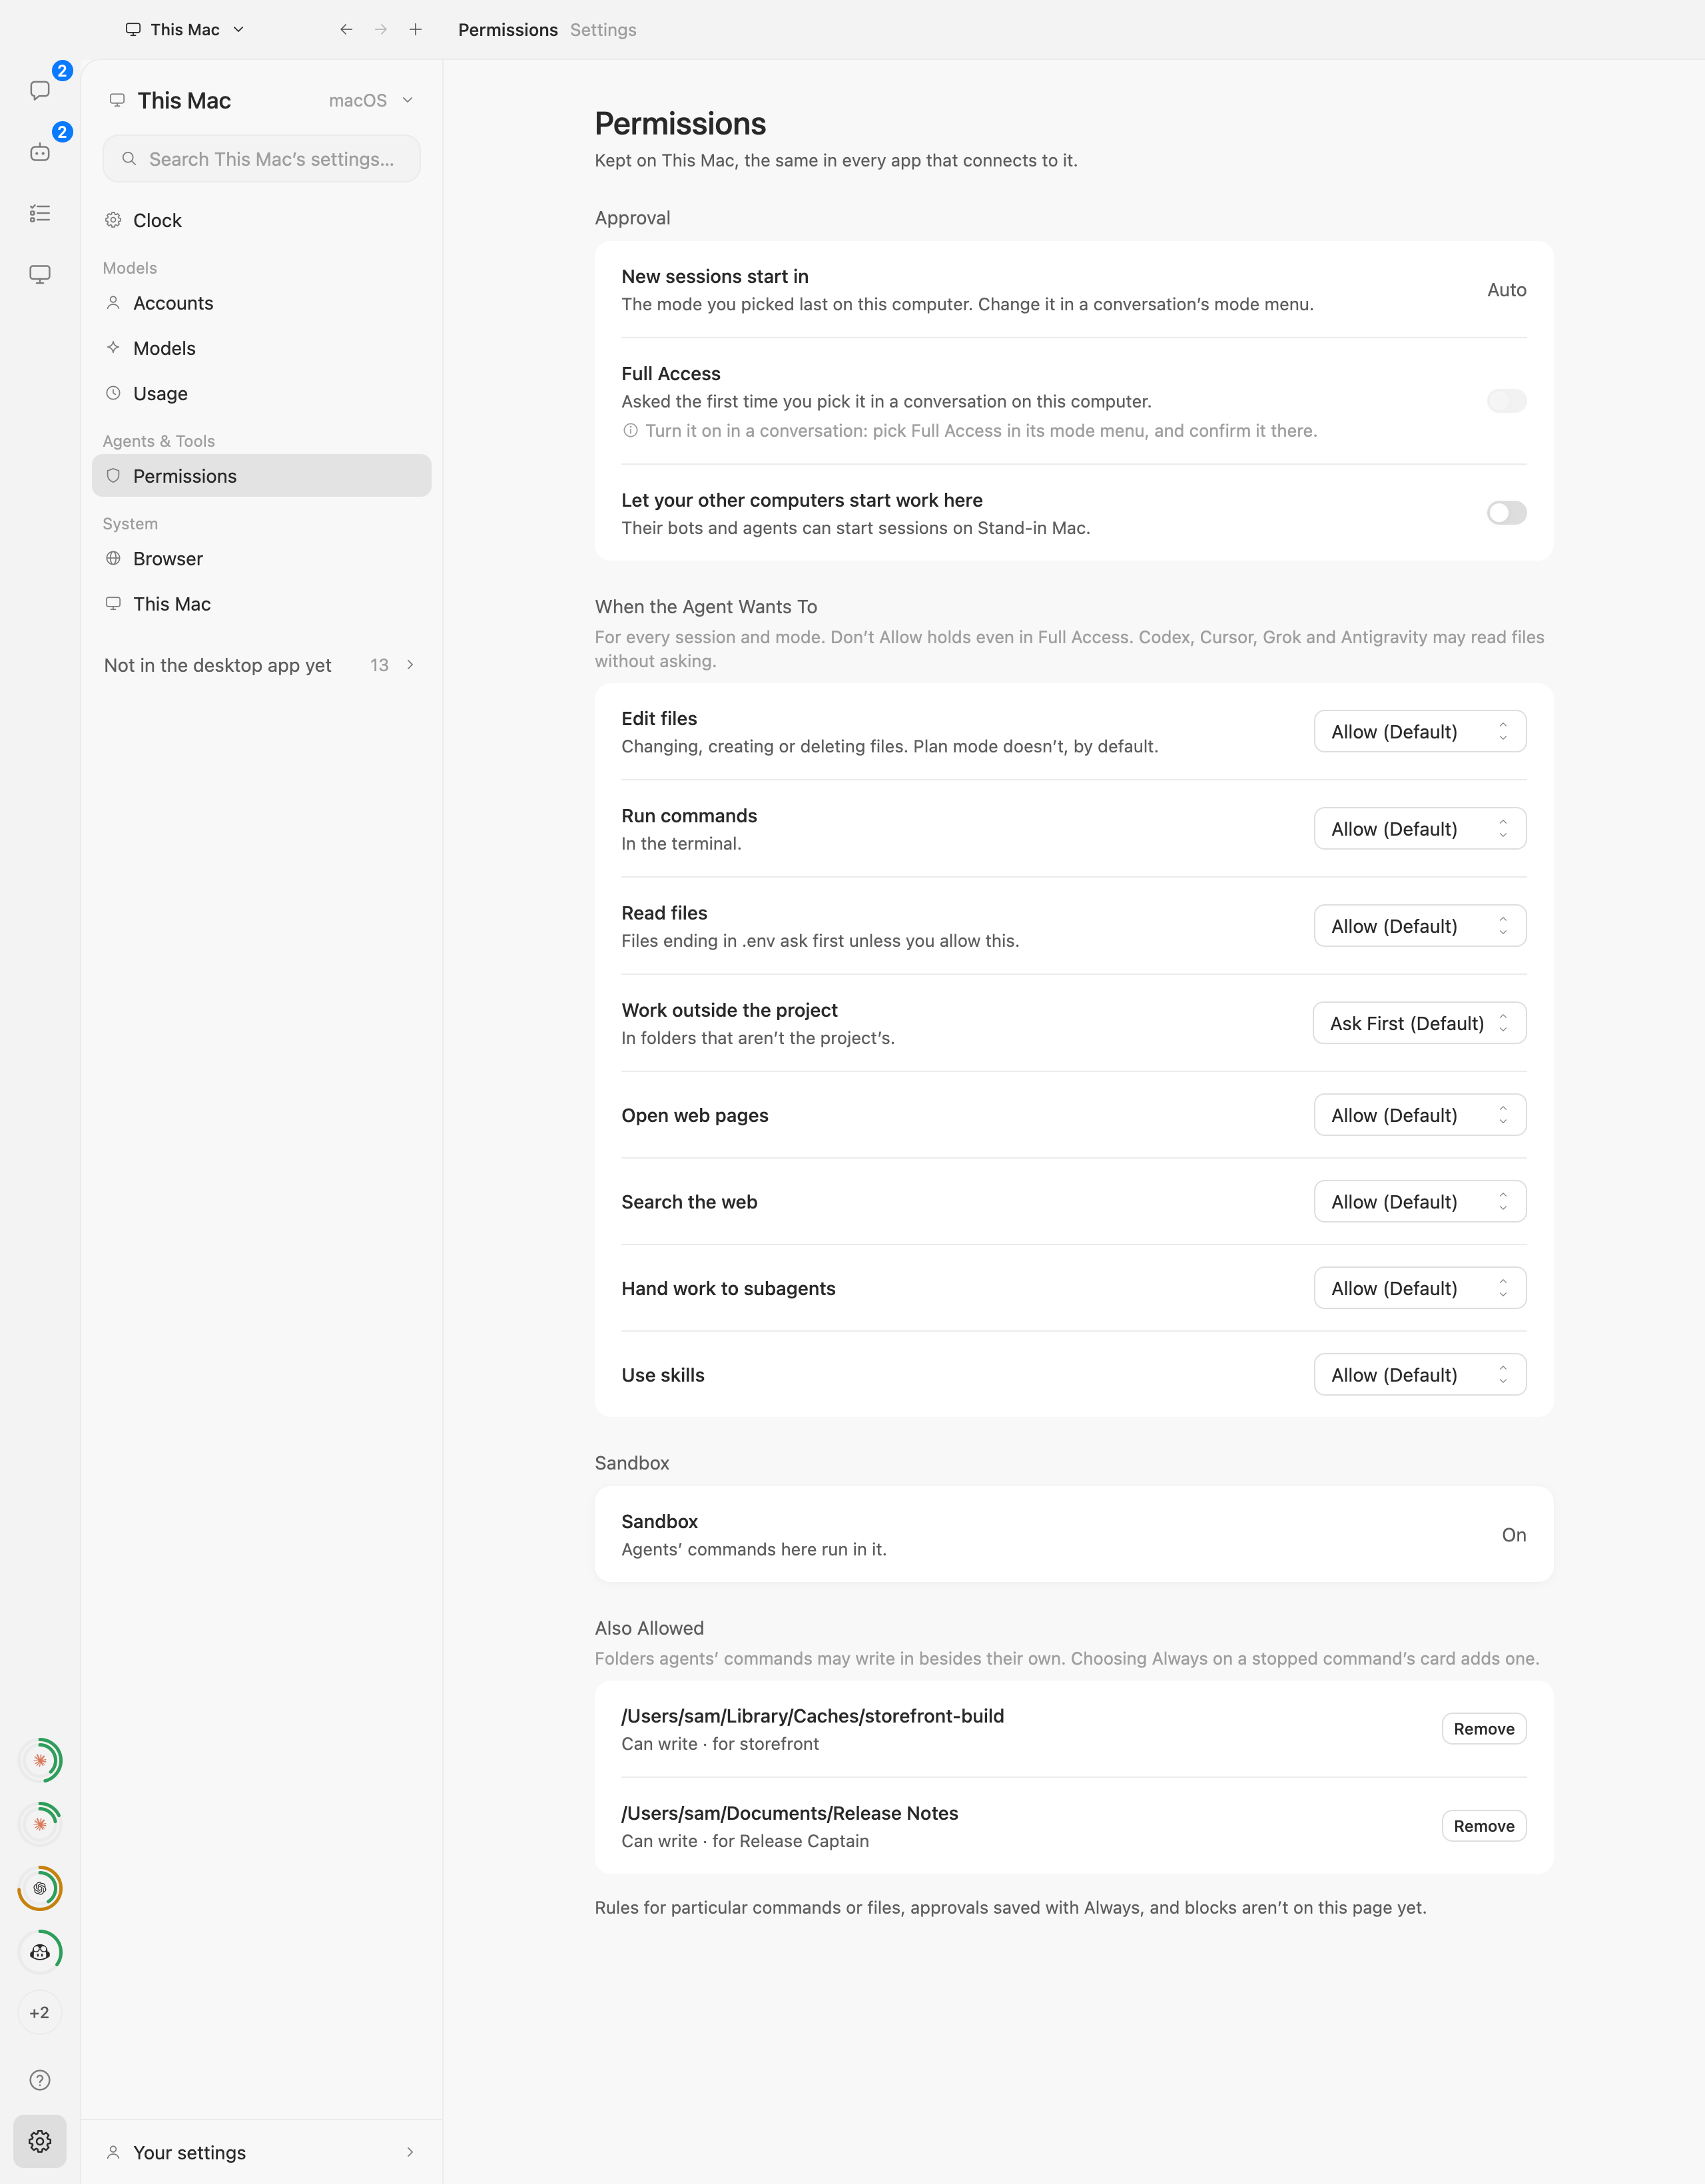 This Mac
Permissions Settings
2
2
This Mac macOS
Search This Mac’s settings...
Clock
Models
Accounts
Models
Usage
Agents & Tools
Permissions
System
Browser
This Mac
Not in the desktop app yet 13
+2
Your settings
Permissions
Kept on This Mac, the same in every app that connects to it.
Approval
New sessions start in
The mode you picked last on this computer. Change it in a conversation’s mode menu.
Auto
Full Access
Asked the first time you pick it in a conversation on this computer.
Turn it on in a conversation: pick Full Access in its mode menu, and confirm it there.
Let your other computers start work here
Their bots and agents can start sessions on Stand-in Mac.
When the Agent Wants To
For every session and mode. Don’t Allow holds even in Full Access. Codex, Cursor, Grok and Antigravity may read files
without asking.
Edit files
Changing, creating or deleting files. Plan mode doesn’t, by default.
Allow (Default)
Run commands
In the terminal.
Allow (Default)
Read files
Files ending in .env ask first unless you allow this.
Allow (Default)
Work outside the project
In folders that aren’t the project’s.
Ask First (Default)
Open web pages
Allow (Default)
Search the web
Allow (Default)
Hand work to subagents
Allow (Default)
Use skills
Allow (Default)
Sandbox
Sandbox
Agents’ commands here run in it.
On
Also Allowed
Folders agents’ commands may write in besides their own. Choosing Always on a stopped command’s card adds one.
/Users/sam/Library/Caches/storefront-build
Can write · for storefront
Remove
/Users/sam/Documents/Release Notes
Can write · for Release Captain
Remove
Rules for particular commands or files, approvals saved with Always, and blocks aren’t on this page yet.